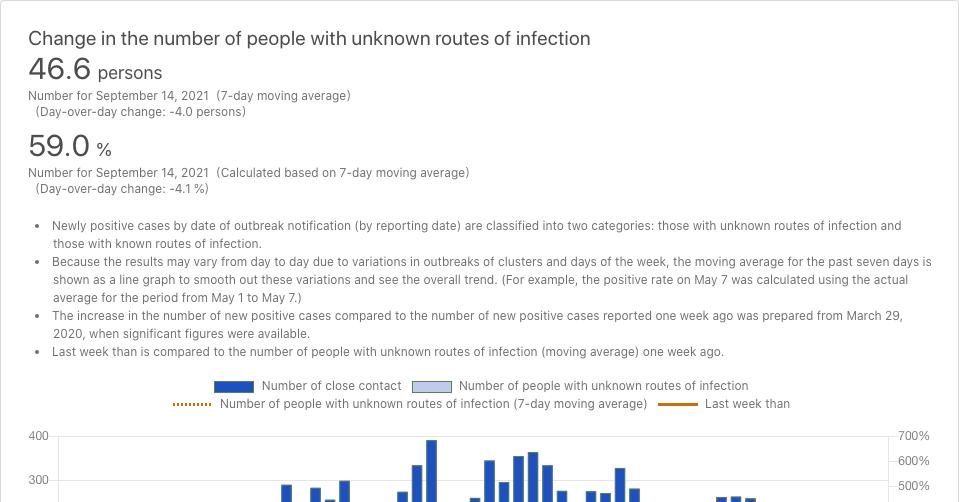 Change in the number of people with unknown routes of infection
46.6 persons
Number for September 14, 2021 (7-day moving average)
(Day-over-day change: -4.0 persons)
59.0 %
Number for September 14, 2021 (Calculated based on 7-day moving average)
(Day-over-day change: -4.1 %)
• Newly positive cases by date of outbreak notification (by reporting date) are classified into two categories: those with unknown routes of infection and
those with known routes of infection.
• Because the results may vary from day to day due to variations in outbreaks of clusters and days of the week, the moving average for the past seven days is
shown as a line graph to smooth out these variations and see the overall trend. (For example, the positive rate on May 7 was calculated using the actual
average for the period from May 1 to May 7.)
• The increase in the number of new positive cases compared to the number of new positive cases reported one week ago was prepared from March 29,
2020, when significant figures were available.
• Last week than is compared to the number of people with unknown routes of infection (moving average) one week ago.
Number of close contact Number of people with unknown routes of infection
Number of people with unknown routes of infection (7-day moving average) Last week than
400 700%
600%
300 500%